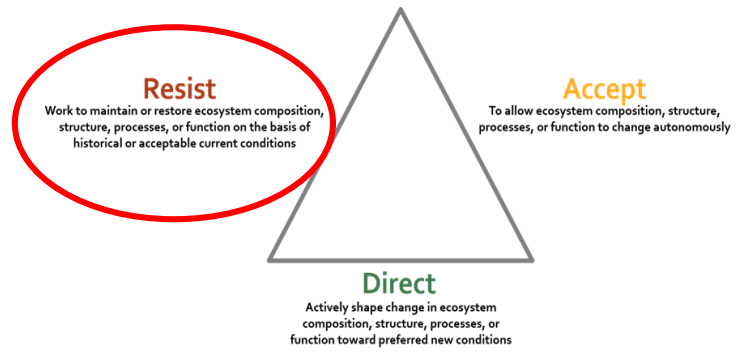 Resist
Work to maintain or restore ecosystem composition,
structure, processes, or function on the basis of
historical or acceptable current conditions
Accept
To allow ecosystem composition, structure,
processes, or function to change autonomously
Direct
Actively shape change in ecosystem
composition, structure, processes, or
function toward preferred new conditions